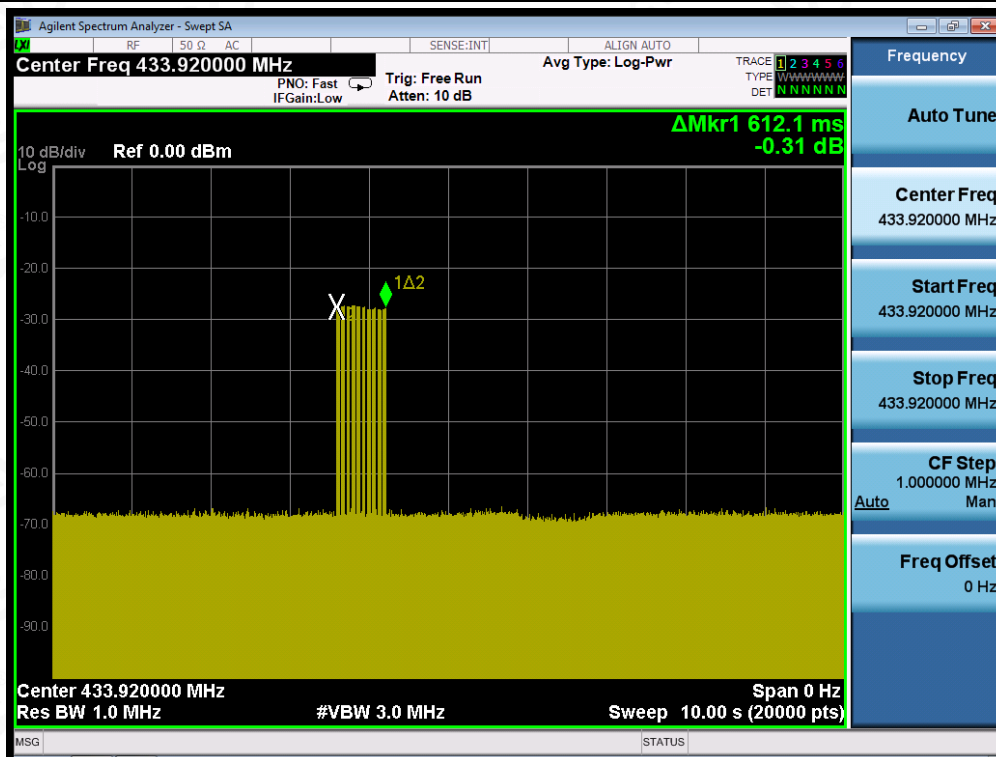 Agilent Spectrum Analyzer - Swept SA
LXI RF 50 Ω AC SENSE:INT ALIGN AUTO
Center Freq 433.920000 MHz
PNO: Fast
IFGain:Low
Trig: Free Run
Atten: 10 dB
Avg Type: Log-Pwr
TRACE 1 2 3 4 5 6
TYPE WWWWWW
DET N N N N N N
ΔMkr1 612.1 ms
-0.31 dB
10 dB/div Ref 0.00 dBm
Log
-10.0
-20.0
1Δ2
-30.0
-40.0
-50.0
-60.0
-70.0
-80.0
-90.0
Center 433.920000 MHz Span 0 Hz
Res BW 1.0 MHz #VBW 3.0 MHz Sweep 10.00 s (20000 pts)
MSG STATUS
Frequency
Auto Tune
Center Freq
433.920000 MHz
Start Freq
433.920000 MHz
Stop Freq
433.920000 MHz
CF Step
1.000000 MHz
Auto Man
Freq Offset
0 Hz